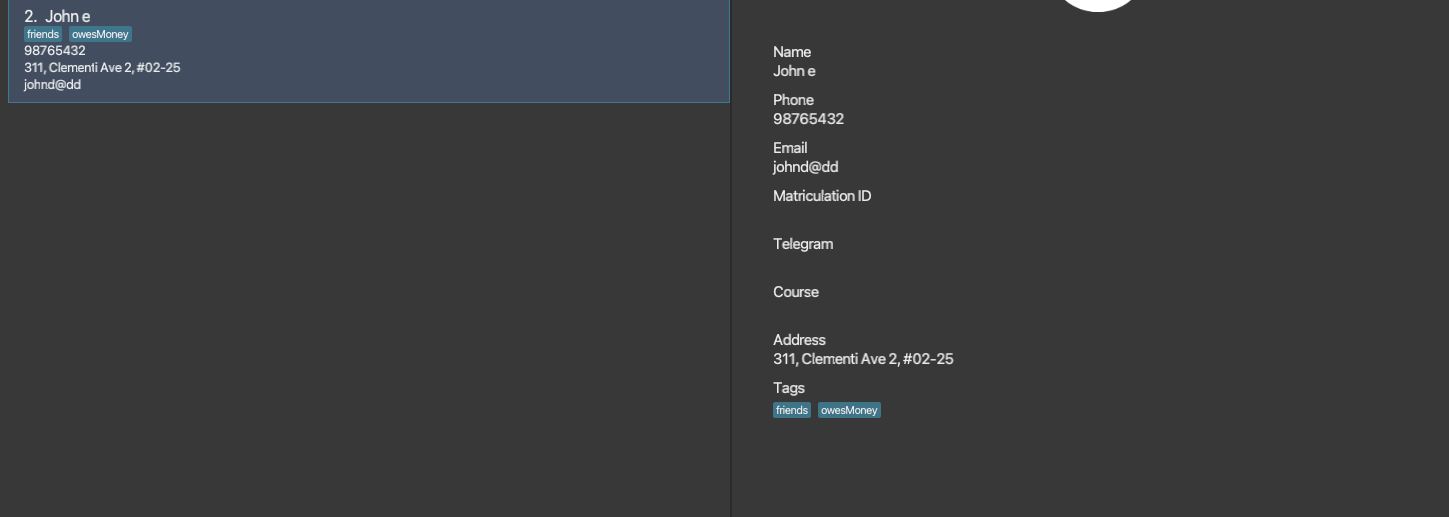 2. John e
friends owesMoney
98765432
311, Clementi Ave 2, #02-25
johnd@dd
Name
John e
Phone
98765432
Email
johnd@dd
Matriculation ID
Telegram
Course
Address
311, Clementi Ave 2, #02-25
Tags
friends owesMoney